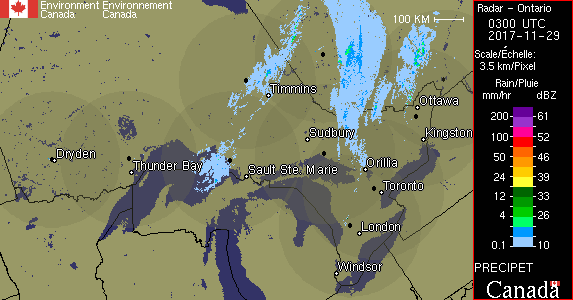 Environment Environnement
Canada Canada
100 KM
Timmins
Ottawa
Sudbury
Kingston
Dryden
Thunder Bay
Sault Ste. Marie
Orillia
Toronto
London
Windsor
Radar - Ontario
0300 UTC
2017-11-29
Scale/Échelle:
3.5 km/Pixel
Rain/Pluie
mm/hr dBZ
200 61
100 52
50 46
24 39
12 33
4 26
0.1 10
PRECIPET
Canada